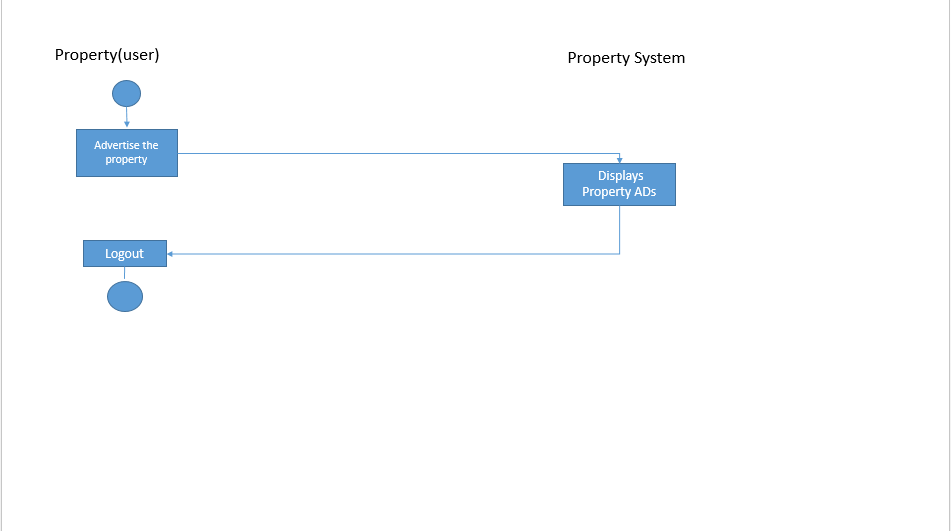 Property(user)
Property System
Advertise the
property
Displays
Property ADs
Logout